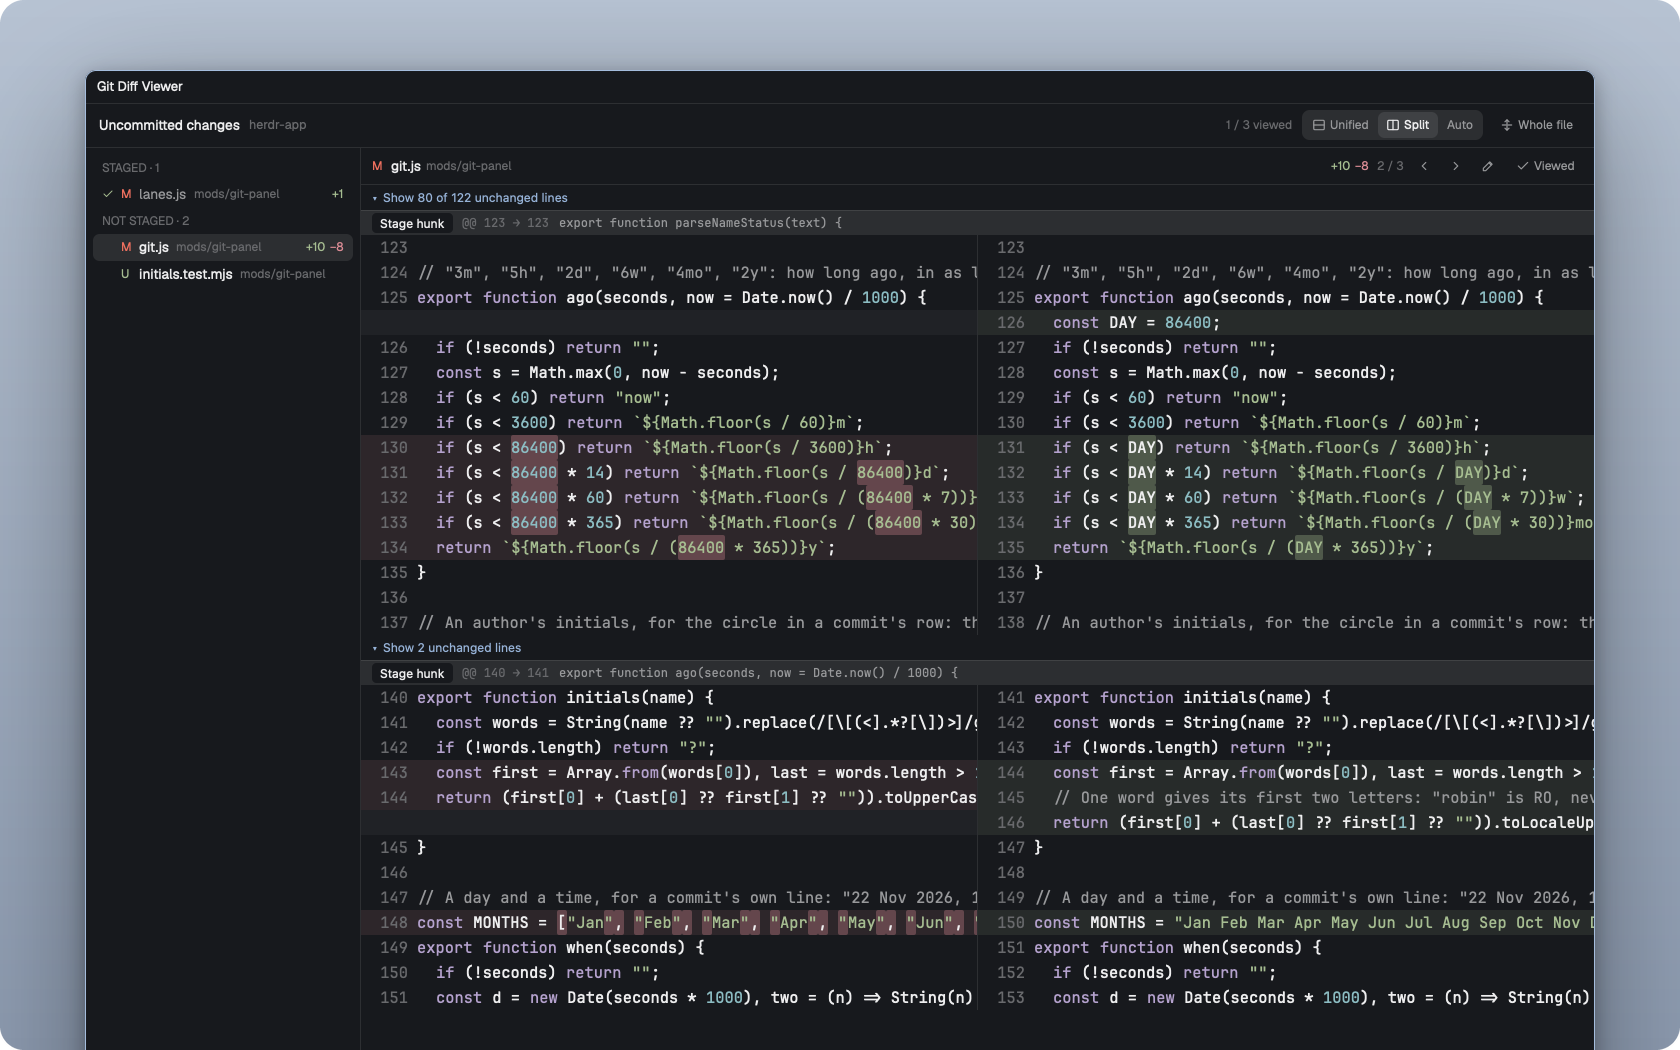 Git Diff Viewer
Uncommitted changes herdr-app
1 / 3 viewed Unified Split Auto Whole file
STAGED · 1
✓ M lanes.js mods/git-panel +1
NOT STAGED · 2
M git.js mods/git-panel +10 −8
U initials.test.mjs mods/git-panel
M git.js mods/git-panel +10 −8 2 / 3 ‹ › ✓ Viewed
Show 80 of 122 unchanged lines
Stage hunk @@ 123 → 123 export function parseNameStatus(text) {
123
124 // "3m", "5h", "2d", "6w", "4mo", "2y": how long ago, in as
125 export function ago(seconds, now = Date.now() / 1000) {
126   if (!seconds) return "";
127   const s = Math.max(0, now - seconds);
128   if (s < 60) return "now";
129   if (s < 3600) return `${Math.floor(s / 60)}m`;
130   if (s < 86400) return `${Math.floor(s / 3600)}h`;
131   if (s < 86400 * 14) return `${Math.floor(s / 86400)}d`;
132   if (s < 86400 * 60) return `${Math.floor(s / (86400 * 7))}
133   if (s < 86400 * 365) return `${Math.floor(s / (86400 * 30)
134   return `${Math.floor(s / (86400 * 365))}y`;
135 }
136
137 // An author's initials, for the circle in a commit's row:
123
124 // "3m", "5h", "2d", "6w", "4mo", "2y": how long ago, in as
125 export function ago(seconds, now = Date.now() / 1000) {
126   const DAY = 86400;
127   if (!seconds) return "";
128   const s = Math.max(0, now - seconds);
129   if (s < 60) return "now";
130   if (s < 3600) return `${Math.floor(s / 60)}m`;
131   if (s < DAY) return `${Math.floor(s / 3600)}h`;
132   if (s < DAY * 14) return `${Math.floor(s / DAY)}d`;
133   if (s < DAY * 60) return `${Math.floor(s / (DAY * 7))}w`;
134   if (s < DAY * 365) return `${Math.floor(s / (DAY * 30))}mo
135   return `${Math.floor(s / (DAY * 365))}y`;
136 }
137
138 // An author's initials, for the circle in a commit's row:
Show 2 unchanged lines
Stage hunk @@ 140 → 141 export function ago(seconds, now = Date.now() / 1000) {
140 export function initials(name) {
141   const words = String(name ?? "").replace(/[\[(<].*?[\])>]/
142   if (!words.length) return "?";
143   const first = Array.from(words[0]), last = words.length >
144   return (first[0] + (last[0] ?? first[1] ?? "")).toUpperCas
145 }
146
147 // A day and a time, for a commit's own line: "22 Nov 2026,
148 const MONTHS = ["Jan", "Feb", "Mar", "Apr", "May", "Jun",
149 export function when(seconds) {
150   if (!seconds) return "";
151   const d = new Date(seconds * 1000), two = (n) => String(n)
141 export function initials(name) {
142   const words = String(name ?? "").replace(/[\[(<].*?[\])>]/
143   if (!words.length) return "?";
144   const first = Array.from(words[0]), last = words.length >
145   // One word gives its first two letters: "robin" is RO, nev
146   return (first[0] + (last[0] ?? first[1] ?? "")).toLocaleUp
147 }
148
149 // A day and a time, for a commit's own line: "22 Nov 2026,
150 const MONTHS = "Jan Feb Mar Apr May Jun Jul Aug Sep Oct Nov
151 export function when(seconds) {
152   if (!seconds) return "";
153   const d = new Date(seconds * 1000), two = (n) => String(n)